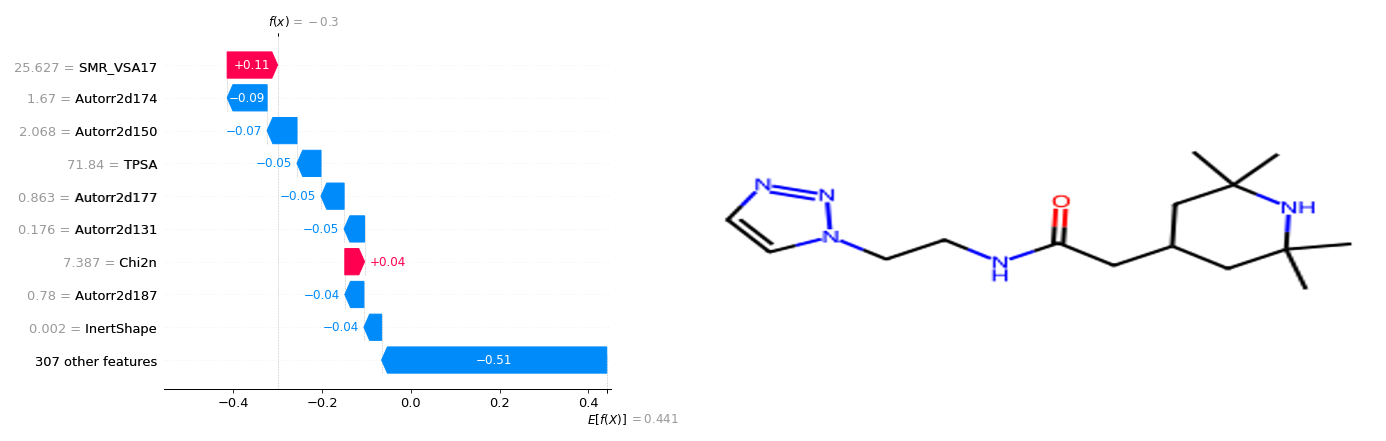 f(x) = −0.3
25.627 = SMR_VSA17
+0.11
1.67 = Autorr2d174
−0.09
2.068 = Autorr2d150
−0.07
71.84 = TPSA
−0.05
0.863 = Autorr2d177
−0.05
0.176 = Autorr2d131
−0.05
7.387 = Chi2n
+0.04
0.78 = Autorr2d187
−0.04
0.002 = InertShape
−0.04
307 other features
−0.51
−0.4 −0.2 0.0 0.2 0.4
E[f(X)] = 0.441
N
N
N
N
H
O
NH